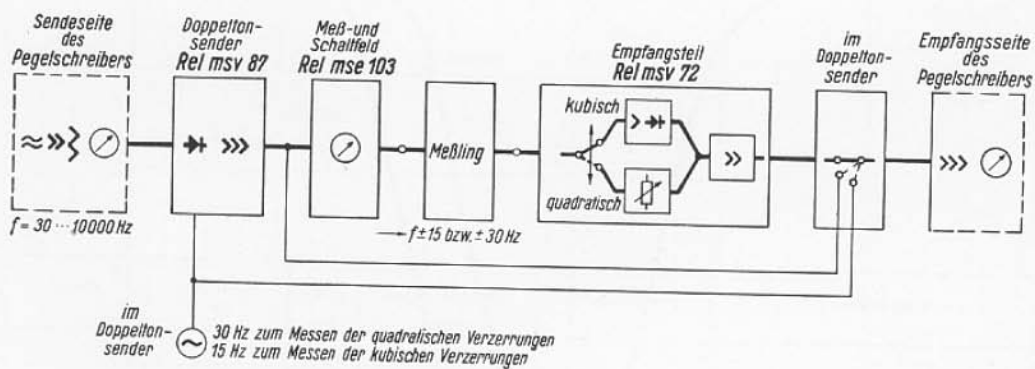 Sendeseite
des
Pegelschreibers
f = 30 ··· 10000 Hz
Doppelton-
sender
Rel msv 87
Meß- und
Schaltfeld
Rel mse 103
Meßling
f ± 15 bzw. ± 30 Hz
Empfangsteil
Rel msv 72
kubisch
quadratisch
im
Doppelton-
sender
Empfangsseite
des
Pegelschreibers
im
Doppelton-
sender
30 Hz zum Messen der quadratischen Verzerrungen
15 Hz zum Messen der kubischen Verzerrungen